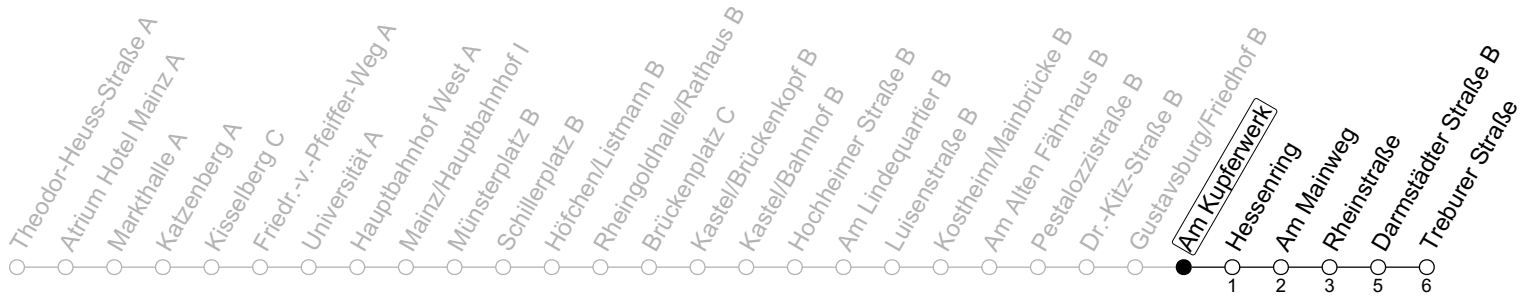 Theodor-Heuss-Straße A
Atrium Hotel Mainz A
Markthalle A
Katzenberg A
Kisselberg C
Friedr.-v.-Pfeiffer-Weg A
Universität A
Hauptbahnhof West A
Mainz/Hauptbahnhof I
Münsterplatz B
Schillerplatz B
Höfchen/Listmann B
Rheingoldhalle/Rathaus B
Brückenplatz C
Kastel/Brückenkopf B
Kastel/Bahnhof B
Hochheimer Straße B
Am Lindequartier B
Luisenstraße B
Kostheim/Mainbrücke B
Am Alten Fährhaus B
Pestalozzistraße B
Dr.-Kitz-Straße B
Gustavsburg/Friedhof B
Am Kupferwerk
Hessenring
Am Mainweg
Rheinstraße
Darmstädter Straße B
Treburer Straße
1 2 3 5 6